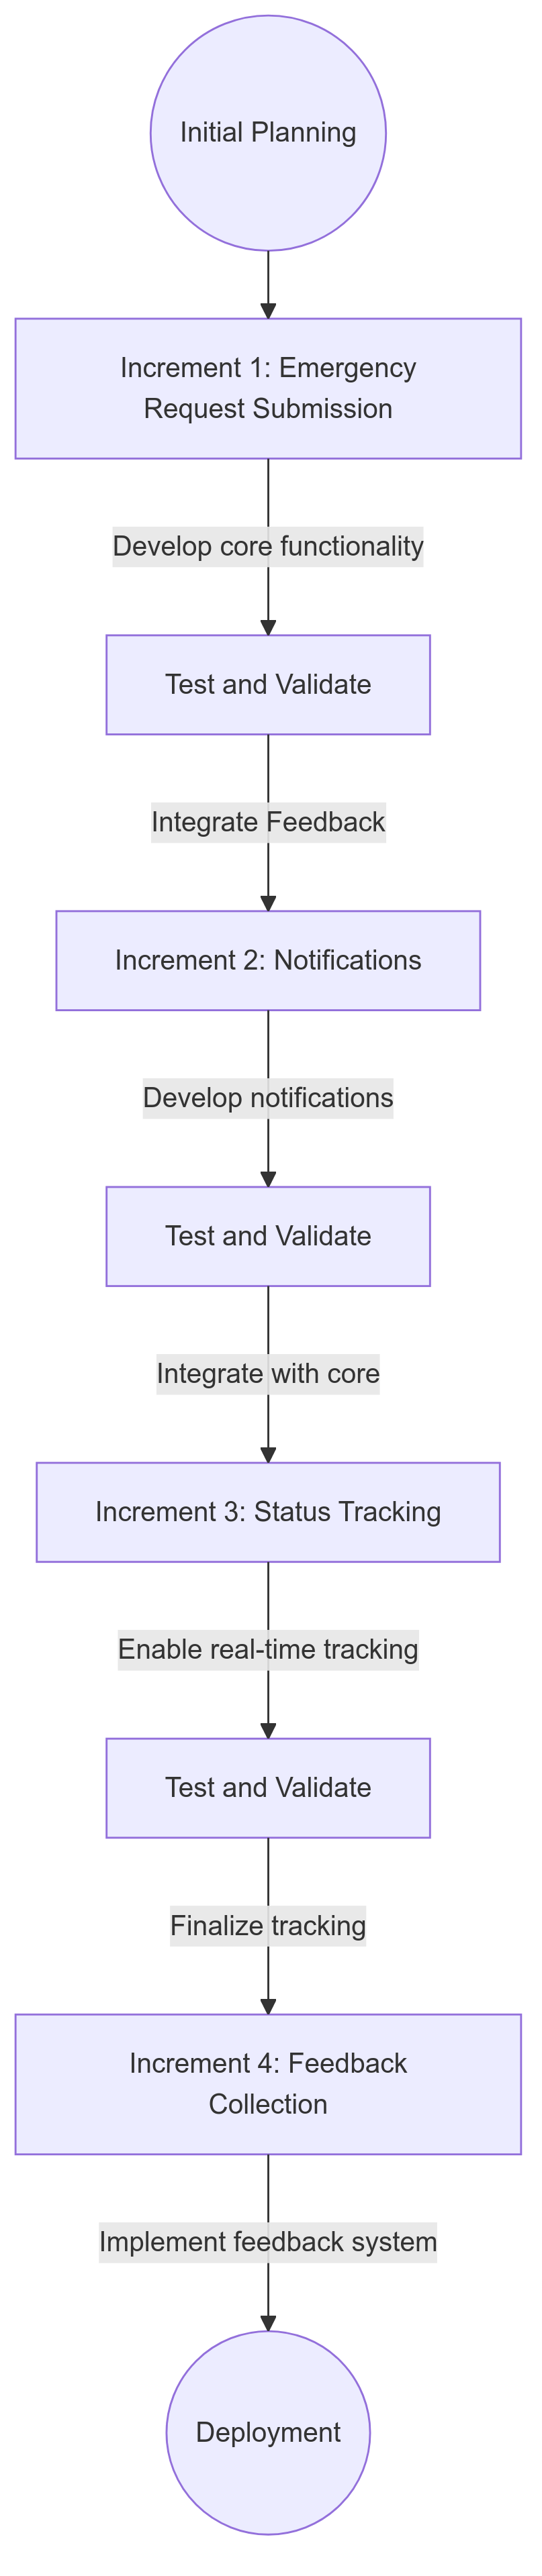 Initial Planning
Increment 1: Emergency
Request Submission
Develop core functionality
Test and Validate
Integrate Feedback
Increment 2: Notifications
Develop notifications
Test and Validate
Integrate with core
Increment 3: Status Tracking
Enable real-time tracking
Test and Validate
Finalize tracking
Increment 4: Feedback
Collection
Implement feedback system
Deployment